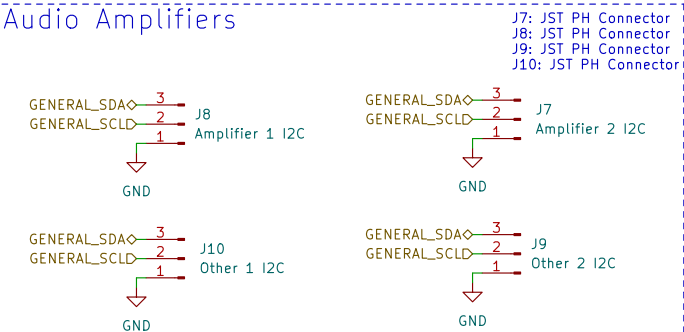 Audio Amplifiers
J7: JST PH Connector
J8: JST PH Connector
J9: JST PH Connector
J10: JST PH Connector
GENERAL_SDA 3
GENERAL_SCL 2
1
J8
Amplifier 1 I2C
GND
GENERAL_SDA 3
GENERAL_SCL 2
1
J7
Amplifier 2 I2C
GND
GENERAL_SDA 3
GENERAL_SCL 2
1
J10
Other 1 I2C
GND
GENERAL_SDA 3
GENERAL_SCL 2
1
J9
Other 2 I2C
GND